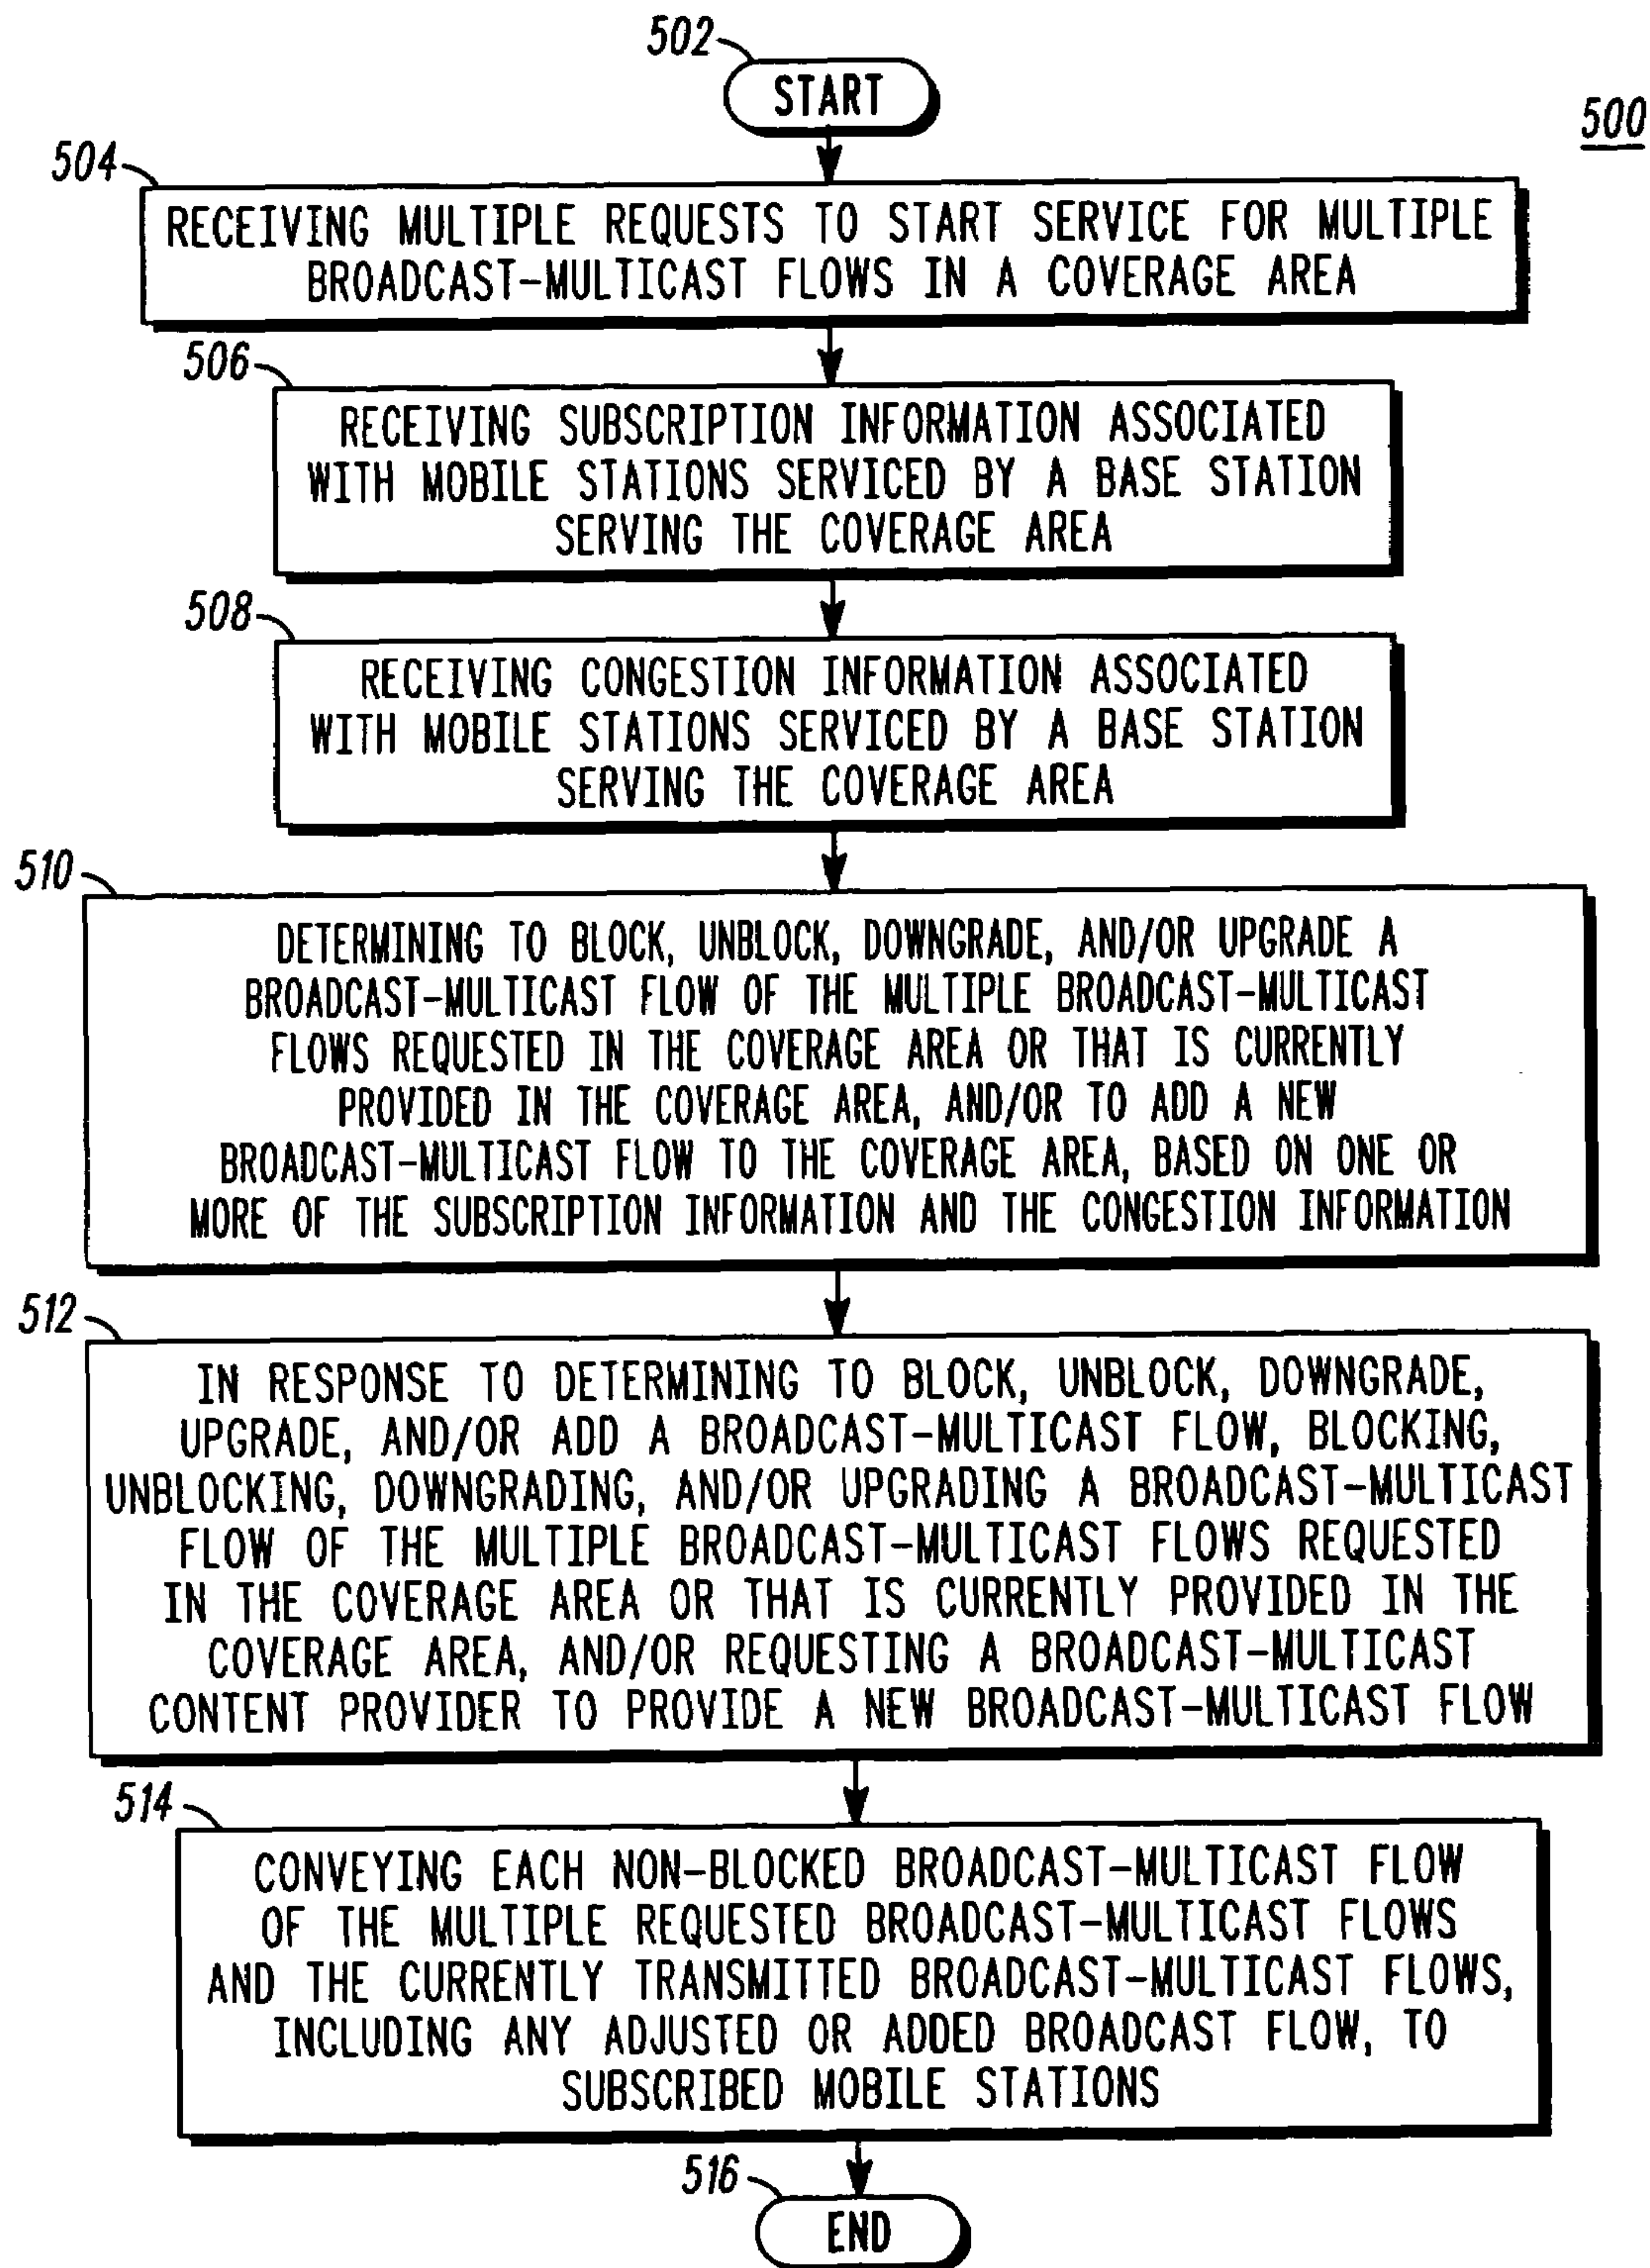 502
START
500
504
RECEIVING MULTIPLE REQUESTS TO START SERVICE FOR MULTIPLE
BROADCAST-MULTICAST FLOWS IN A COVERAGE AREA
506
RECEIVING SUBSCRIPTION INFORMATION ASSOCIATED
WITH MOBILE STATIONS SERVICED BY A BASE STATION
SERVING THE COVERAGE AREA
508
RECEIVING CONGESTION INFORMATION ASSOCIATED
WITH MOBILE STATIONS SERVICED BY A BASE STATION
SERVING THE COVERAGE AREA
510
DETERMINING TO BLOCK, UNBLOCK, DOWNGRADE, AND/OR UPGRADE A
BROADCAST-MULTICAST FLOW OF THE MULTIPLE BROADCAST-MULTICAST
FLOWS REQUESTED IN THE COVERAGE AREA OR THAT IS CURRENTLY
PROVIDED IN THE COVERAGE AREA, AND/OR TO ADD A NEW
BROADCAST-MULTICAST FLOW TO THE COVERAGE AREA, BASED ON ONE OR
MORE OF THE SUBSCRIPTION INFORMATION AND THE CONGESTION INFORMATION
512
IN RESPONSE TO DETERMINING TO BLOCK, UNBLOCK, DOWNGRADE,
UPGRADE, AND/OR ADD A BROADCAST-MULTICAST FLOW, BLOCKING,
UNBLOCKING, DOWNGRADING, AND/OR UPGRADING A BROADCAST-MULTICAST
FLOW OF THE MULTIPLE BROADCAST-MULTICAST FLOWS REQUESTED
IN THE COVERAGE AREA OR THAT IS CURRENTLY PROVIDED IN THE
COVERAGE AREA, AND/OR REQUESTING A BROADCAST-MULTICAST
CONTENT PROVIDER TO PROVIDE A NEW BROADCAST-MULTICAST FLOW
514
CONVEYING EACH NON-BLOCKED BROADCAST-MULTICAST FLOW
OF THE MULTIPLE REQUESTED BROADCAST-MULTICAST FLOWS
AND THE CURRENTLY TRANSMITTED BROADCAST-MULTICAST FLOWS,
INCLUDING ANY ADJUSTED OR ADDED BROADCAST FLOW, TO
SUBSCRIBED MOBILE STATIONS
516
END